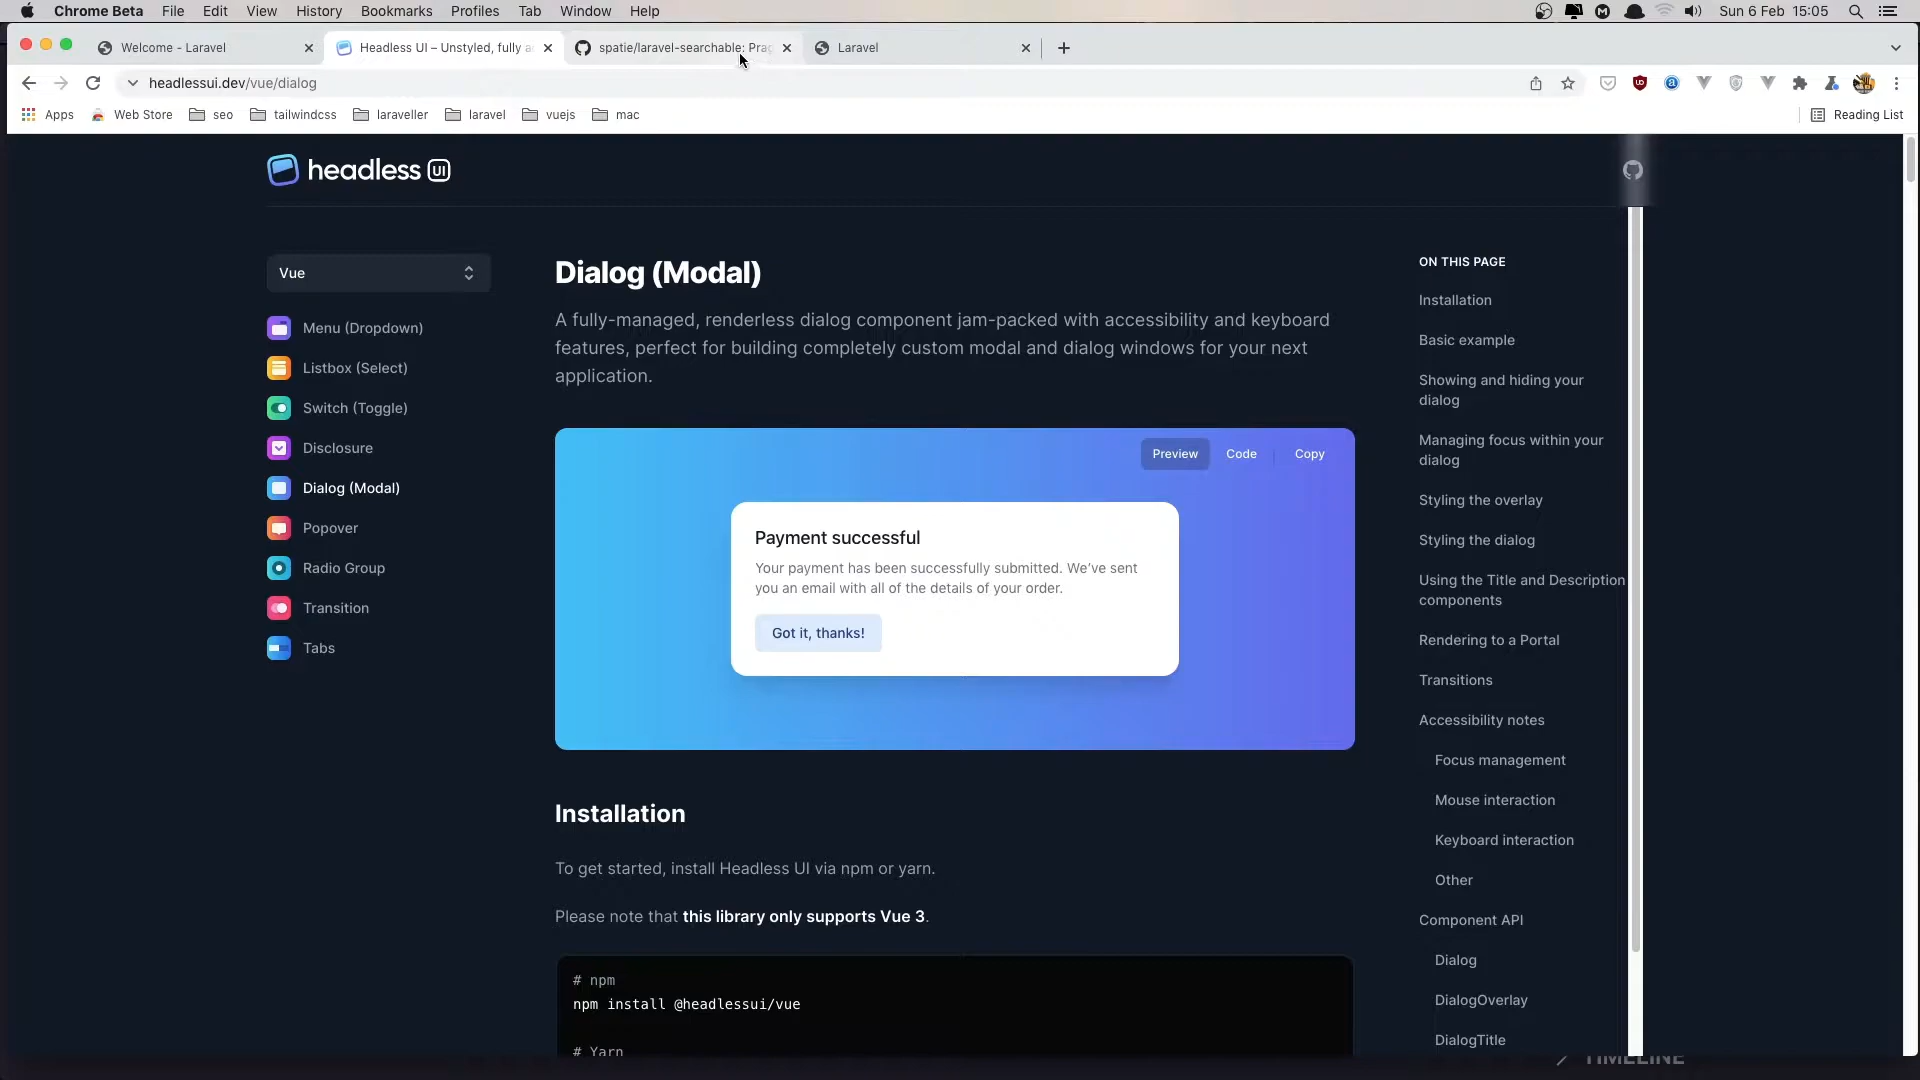 Chrome Beta File Edit View History Bookmarks Profiles Tab Window Help Sun 6 Feb 15:05
Welcome - Laravel Headless UI – Unstyled, fully a spatie/laravel-searchable: Prag Laravel
headlessui.dev/vue/dialog
Apps Web Store seo tailwindcss laraveller laravel vuejs mac Reading List
headless UI
Vue
Menu (Dropdown)
Listbox (Select)
Switch (Toggle)
Disclosure
Dialog (Modal)
Popover
Radio Group
Transition
Tabs
Dialog (Modal)
A fully-managed, renderless dialog component jam-packed with accessibility and keyboard
features, perfect for building completely custom modal and dialog windows for your next
application.
Preview Code Copy
Payment successful
Your payment has been successfully submitted. We’ve sent
you an email with all of the details of your order.
Got it, thanks!
Installation
To get started, install Headless UI via npm or yarn.
Please note that this library only supports Vue 3.
# npm
npm install @headlessui/vue
# Yarn
ON THIS PAGE
Installation
Basic example
Showing and hiding your
dialog
Managing focus within your
dialog
Styling the overlay
Styling the dialog
Using the Title and Description
components
Rendering to a Portal
Transitions
Accessibility notes
Focus management
Mouse interaction
Keyboard interaction
Other
Component API
Dialog
DialogOverlay
DialogTitle
TIMELINE